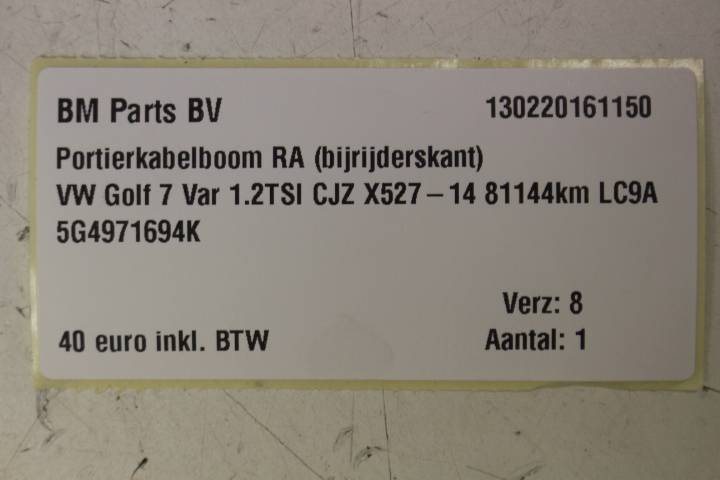 BM Parts BV 130220161150
Portierkabelboom RA (bijrijderskant)
VW Golf 7 Var 1.2TSI CJZ X527 – 14 81144km LC9A
5G4971694K
Verz: 8
40 euro inkl. BTW Aantal: 1